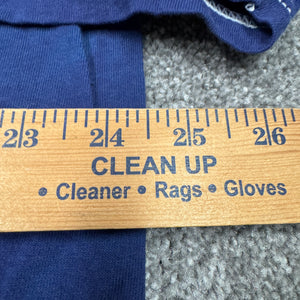 23 24 25 26
CLEAN UP
• Cleaner • Rags • Gloves